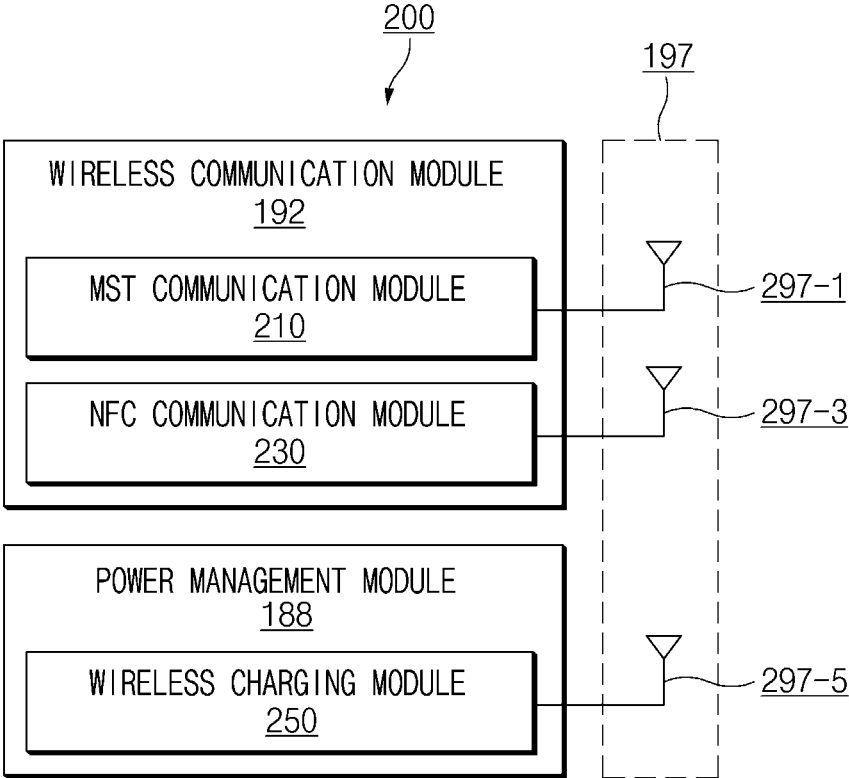 200
197
WIRELESS COMMUNICATION MODULE
192
MST COMMUNICATION MODULE
210
297-1
NFC COMMUNICATION MODULE
230
297-3
POWER MANAGEMENT MODULE
188
WIRELESS CHARGING MODULE
250
297-5